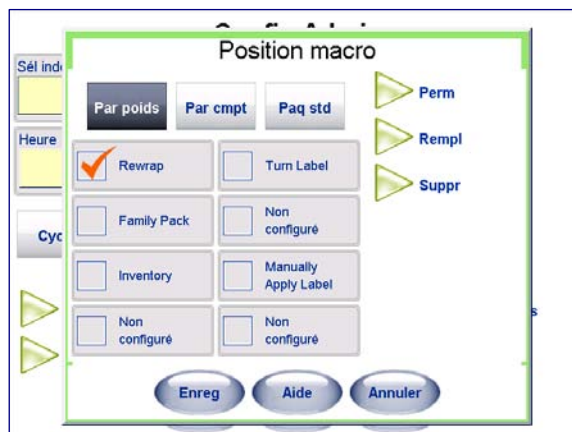 Position macro
Sél ind
Par poids
Par cmpt
Paq std
Perm
Heure
Rempl
Rewrap
Turn Label
Suppr
Family Pack
Non
configuré
Cyc
Inventory
Manually
Apply Label
s
Non
configuré
Non
configuré
Enreg
Aide
Annuler